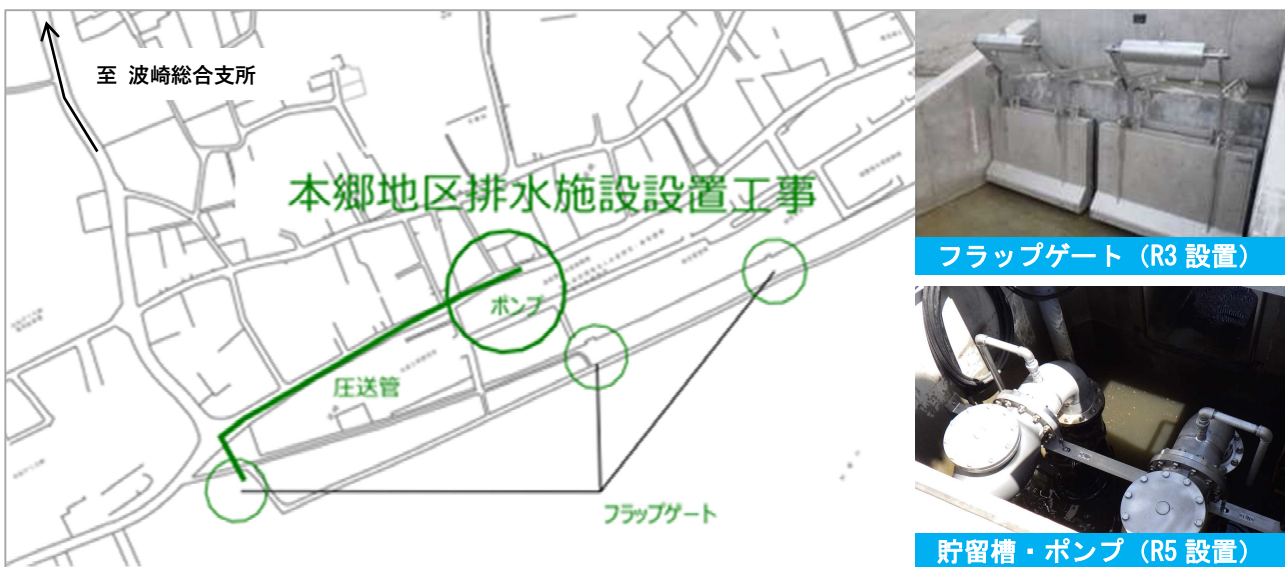 至 波崎総合支所
本郷地区排水施設設置工事
ポンプ
圧送管
フラップゲート
フラップゲート（R3 設置）
貯留槽・ポンプ（R5 設置）